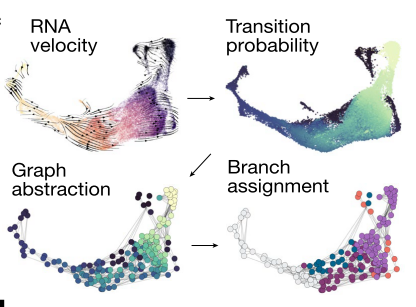 RNA
velocity
Transition
probability
Graph
abstraction
Branch
assignment